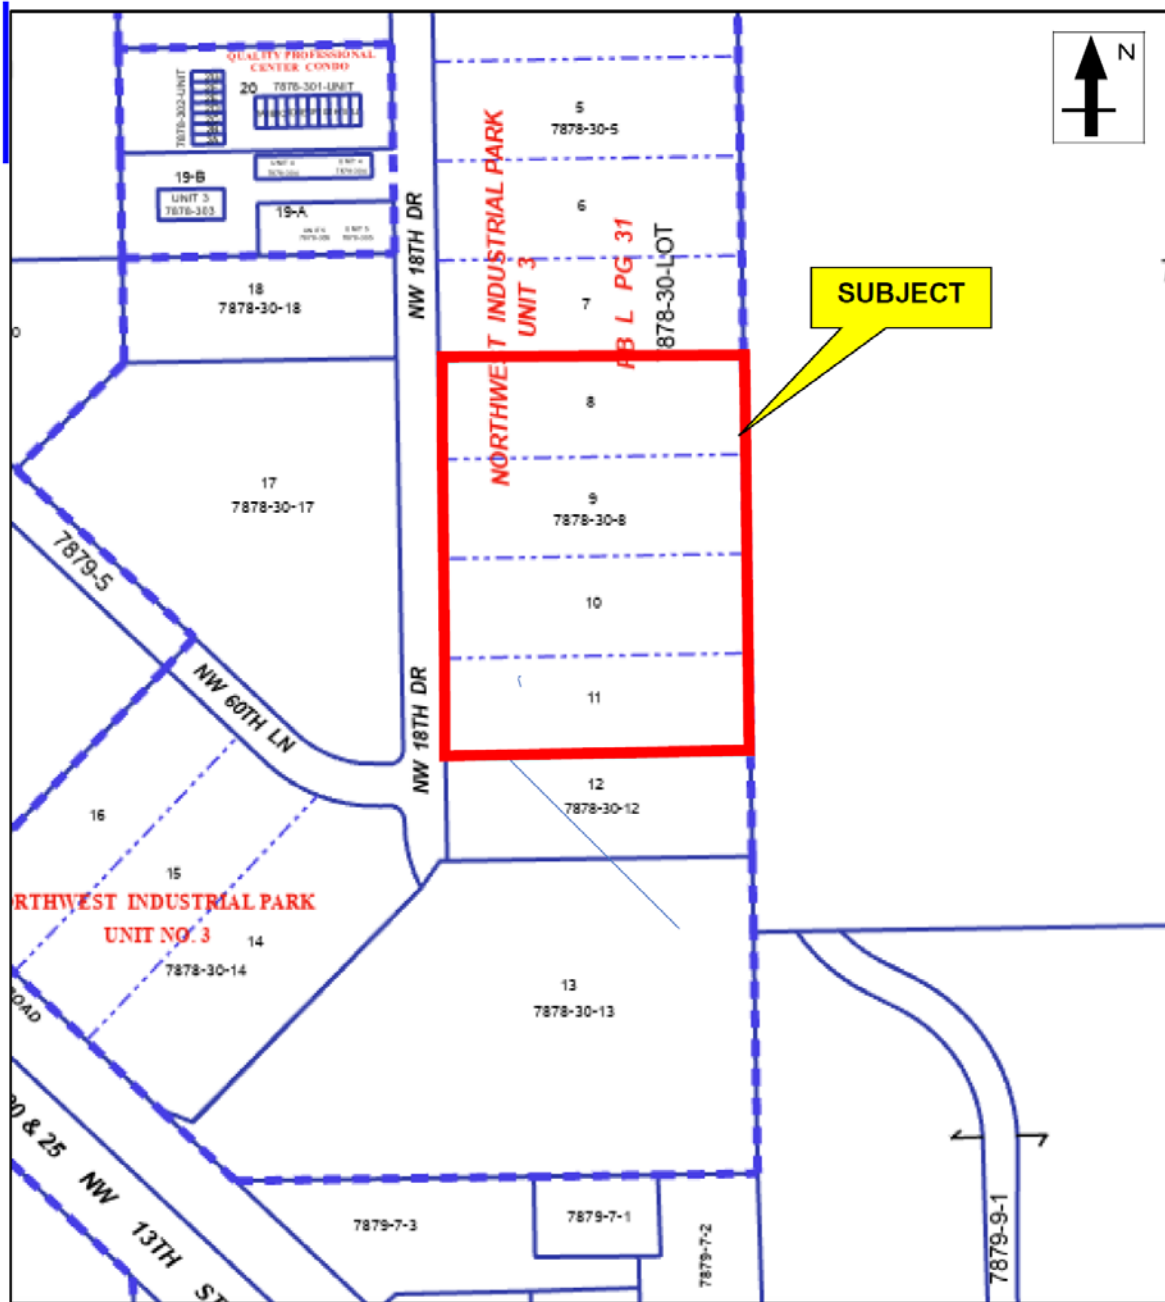 QUALITY PROFESSIONAL
CENTER CONDO
20
7878-301-UNIT
7878-302-UNIT
19-B
UNIT 3
7878-303
19-A
18
7878-30-18
17
7878-30-17
NW 18TH DR
NORTHWEST INDUSTRIAL PARK
UNIT 3
PB L PG 31
7878-30-LOT
5
7878-30-5
6
7
N
SUBJECT
8
9
7878-30-8
10
11
7879-5
NW 60TH LN
NW 18TH DR
12
7878-30-12
16
15
RTHWEST INDUSTRIAL PARK
UNIT NO. 3
14
7878-30-14
13
7878-30-13
OAD
& 25 NW 13TH ST
7879-7-3
7879-7-1
7879-7-2
7879-9-1